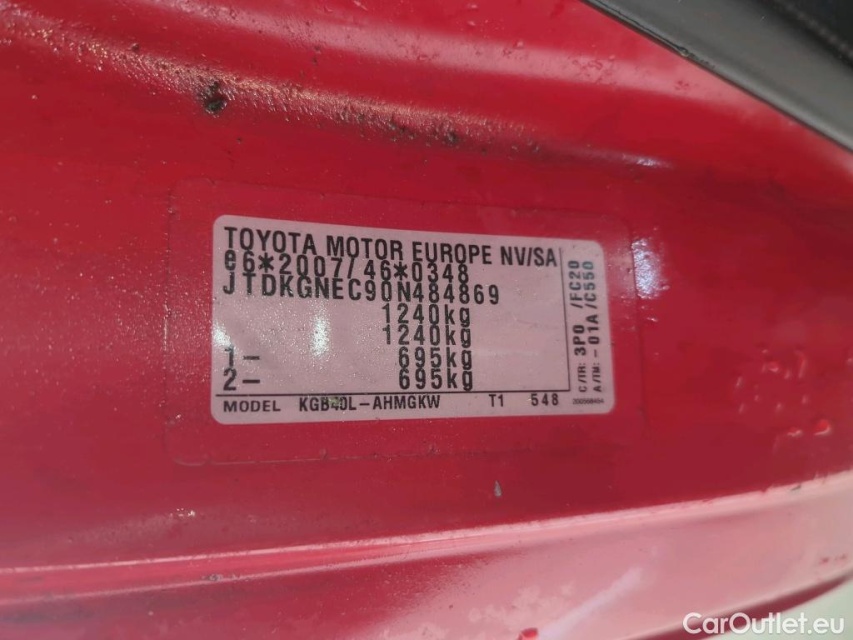 TOYOTA MOTOR EUROPE NV/SA
e6*2007/46*0348
JTDKGNEC90N484869
1240kg
1240kg
1- 695kg
2- 695kg
MODEL KGB40L-AHMGKW T1 548
C/TR: 3P0 /FC20
A/TM: -01A /C550
CarOutlet.eu